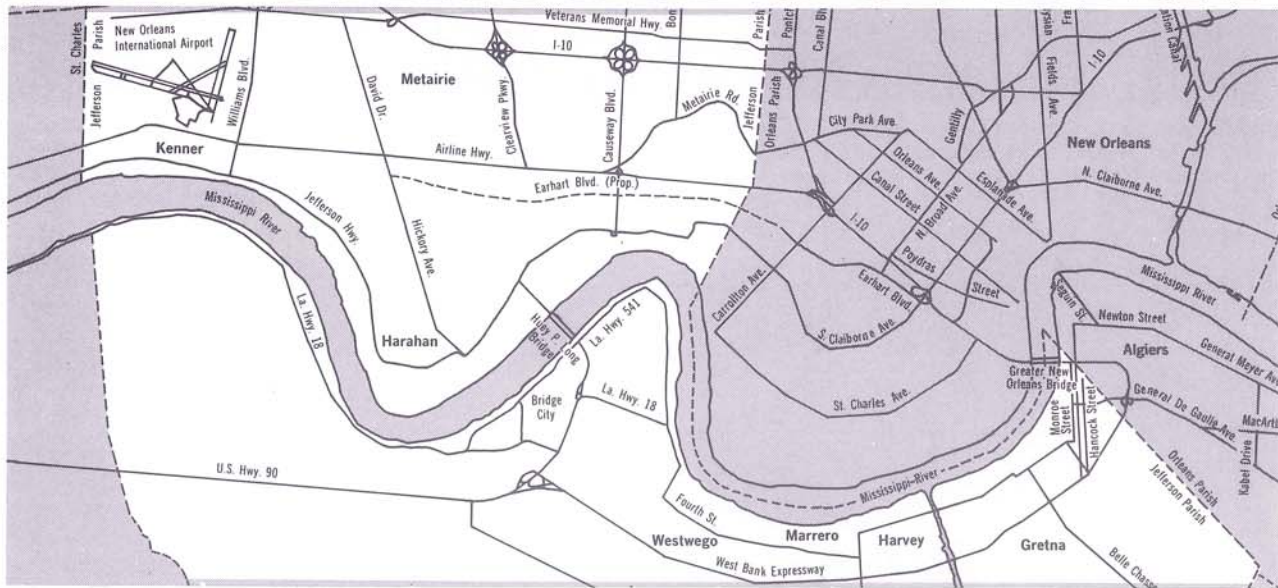 New Orleans
International Airport
St. Charles
Parish
Jefferson
Williams Blvd.
Kenner
David Dr.
Metairie
Veterans Memorial Hwy.
I-10
Clearview Pkwy.
Causeway Blvd.
Metairie Rd.
Airline Hwy.
Earhart Blvd. (Prop.)
Jefferson
Parish
Orleans Parish
Canal
City Park Ave.
Gentilly
Fields Ave.
I-10
New Orleans
N. Claiborne Ave.
Orleans Ave.
Canal Street
N. Broad Ave.
Esplanade Ave.
I-10
Poydras
Street
Earhart Blvd.
Carrollton Ave.
S. Claiborne Ave.
St. Charles Ave.
Mississippi River
Jefferson Hwy.
Hickory Ave.
La. Hwy. 18
Harahan
Huey P. Long
Bridge
La. Hwy. 541
Bridge
City
La. Hwy. 18
U.S. Hwy. 90
Mississippi River
Seguin St.
Newton Street
Algiers
General Meyer
Greater New
Orleans Bridge
General De Gaulle Ave.
Monroe
Street
Hancock Street
Kabel Drive
Orleans Parish
Jefferson Parish
Mississippi River
Fourth St.
Westwego
Marrero
Harvey
Gretna
West Bank Expressway
Belle